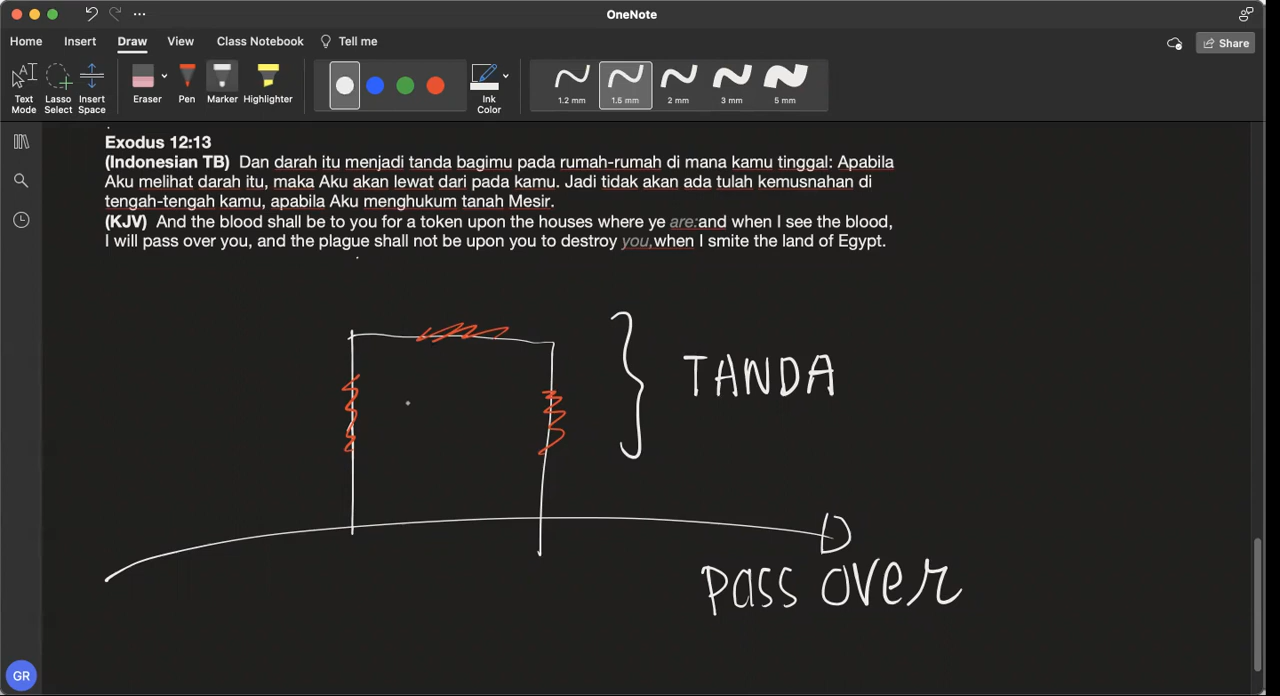 OneNote
Home Insert Draw View Class Notebook Tell me
Share
Text Mode
Lasso Select
Insert Space
Eraser
Pen
Marker
Highlighter
Ink Color
1.2 mm
1.5 mm
2 mm
3 mm
5 mm
Exodus 12:13
(Indonesian TB) Dan darah itu menjadi tanda bagimu pada rumah-rumah di mana kamu tinggal: Apabila
Aku melihat darah itu, maka Aku akan lewat dari pada kamu. Jadi tidak akan ada tulah kemusnahan di
tengah-tengah kamu, apabila Aku menghukum tanah Mesir.
(KJV) And the blood shall be to you for a token upon the houses where ye are:and when I see the blood,
I will pass over you, and the plague shall not be upon you to destroy you,when I smite the land of Egypt.
TANDA
pass over
GR